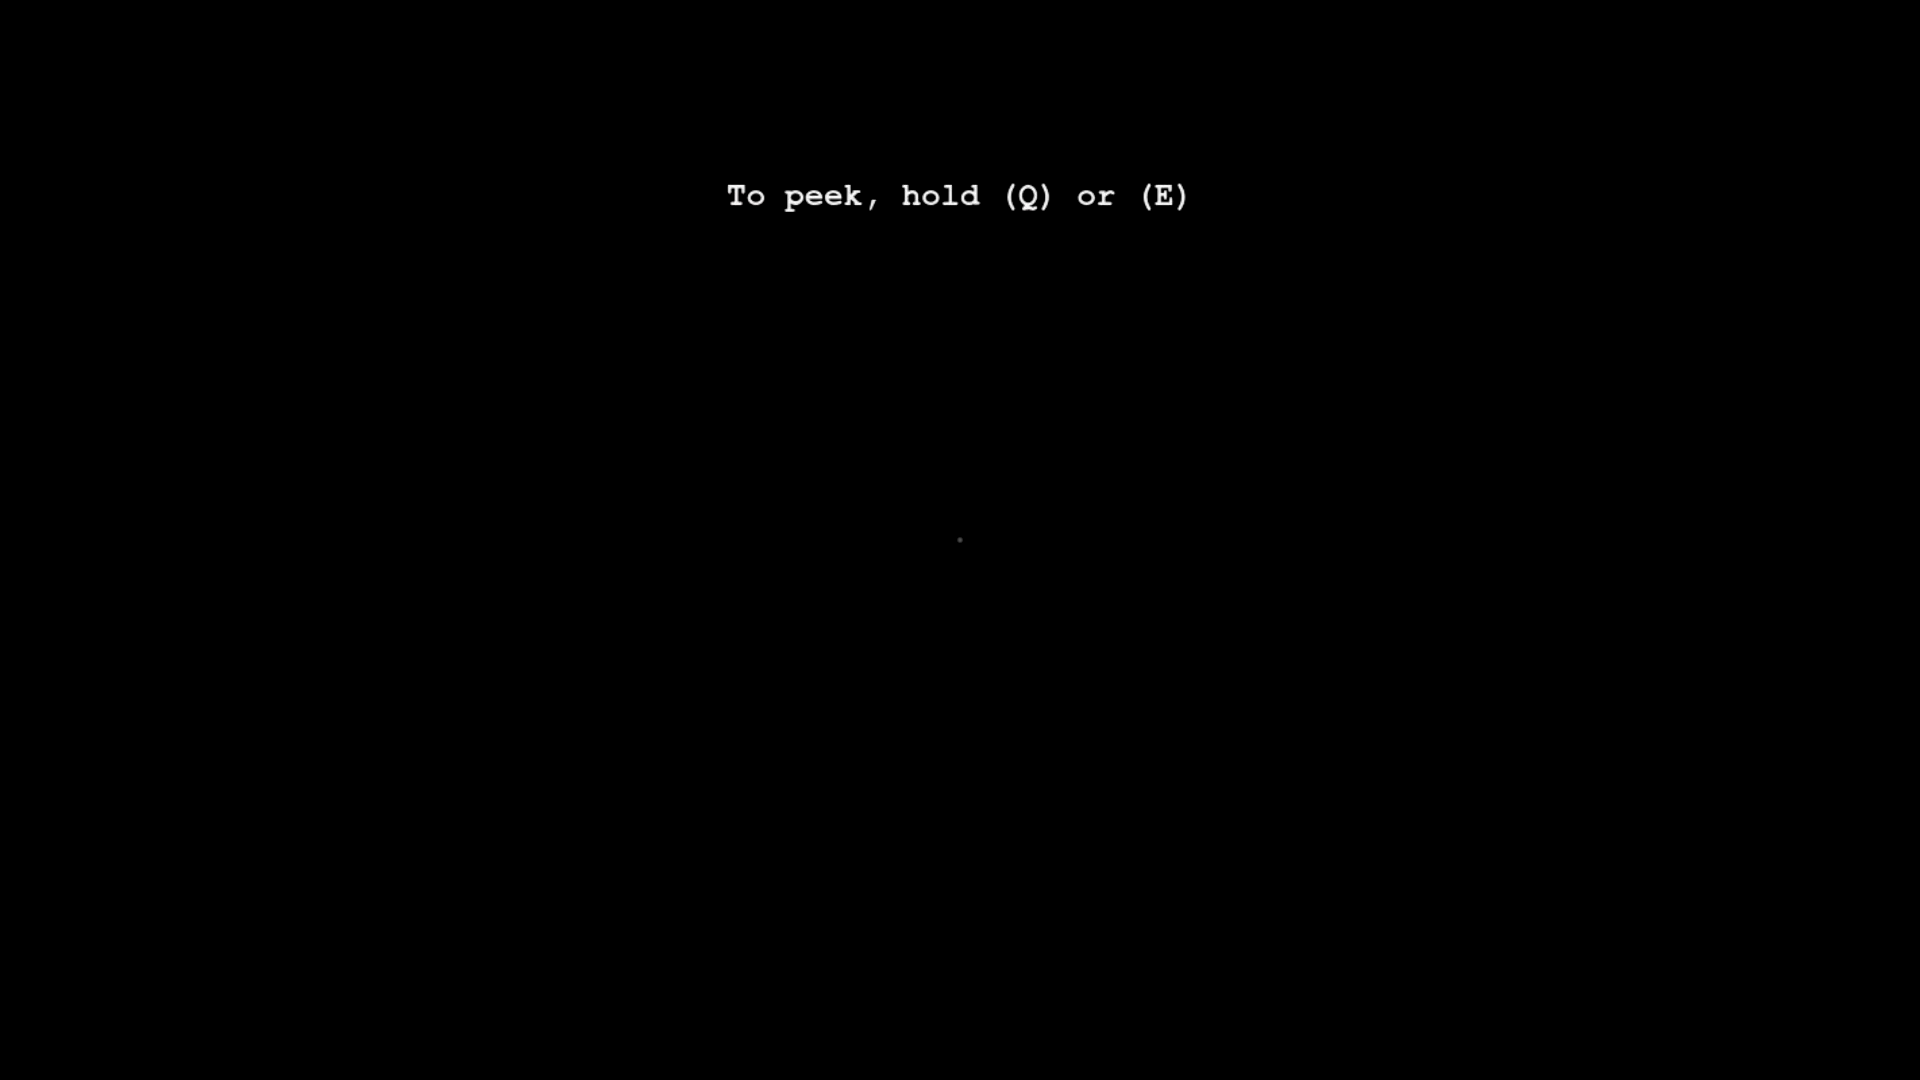 To peek, hold (Q) or (E)